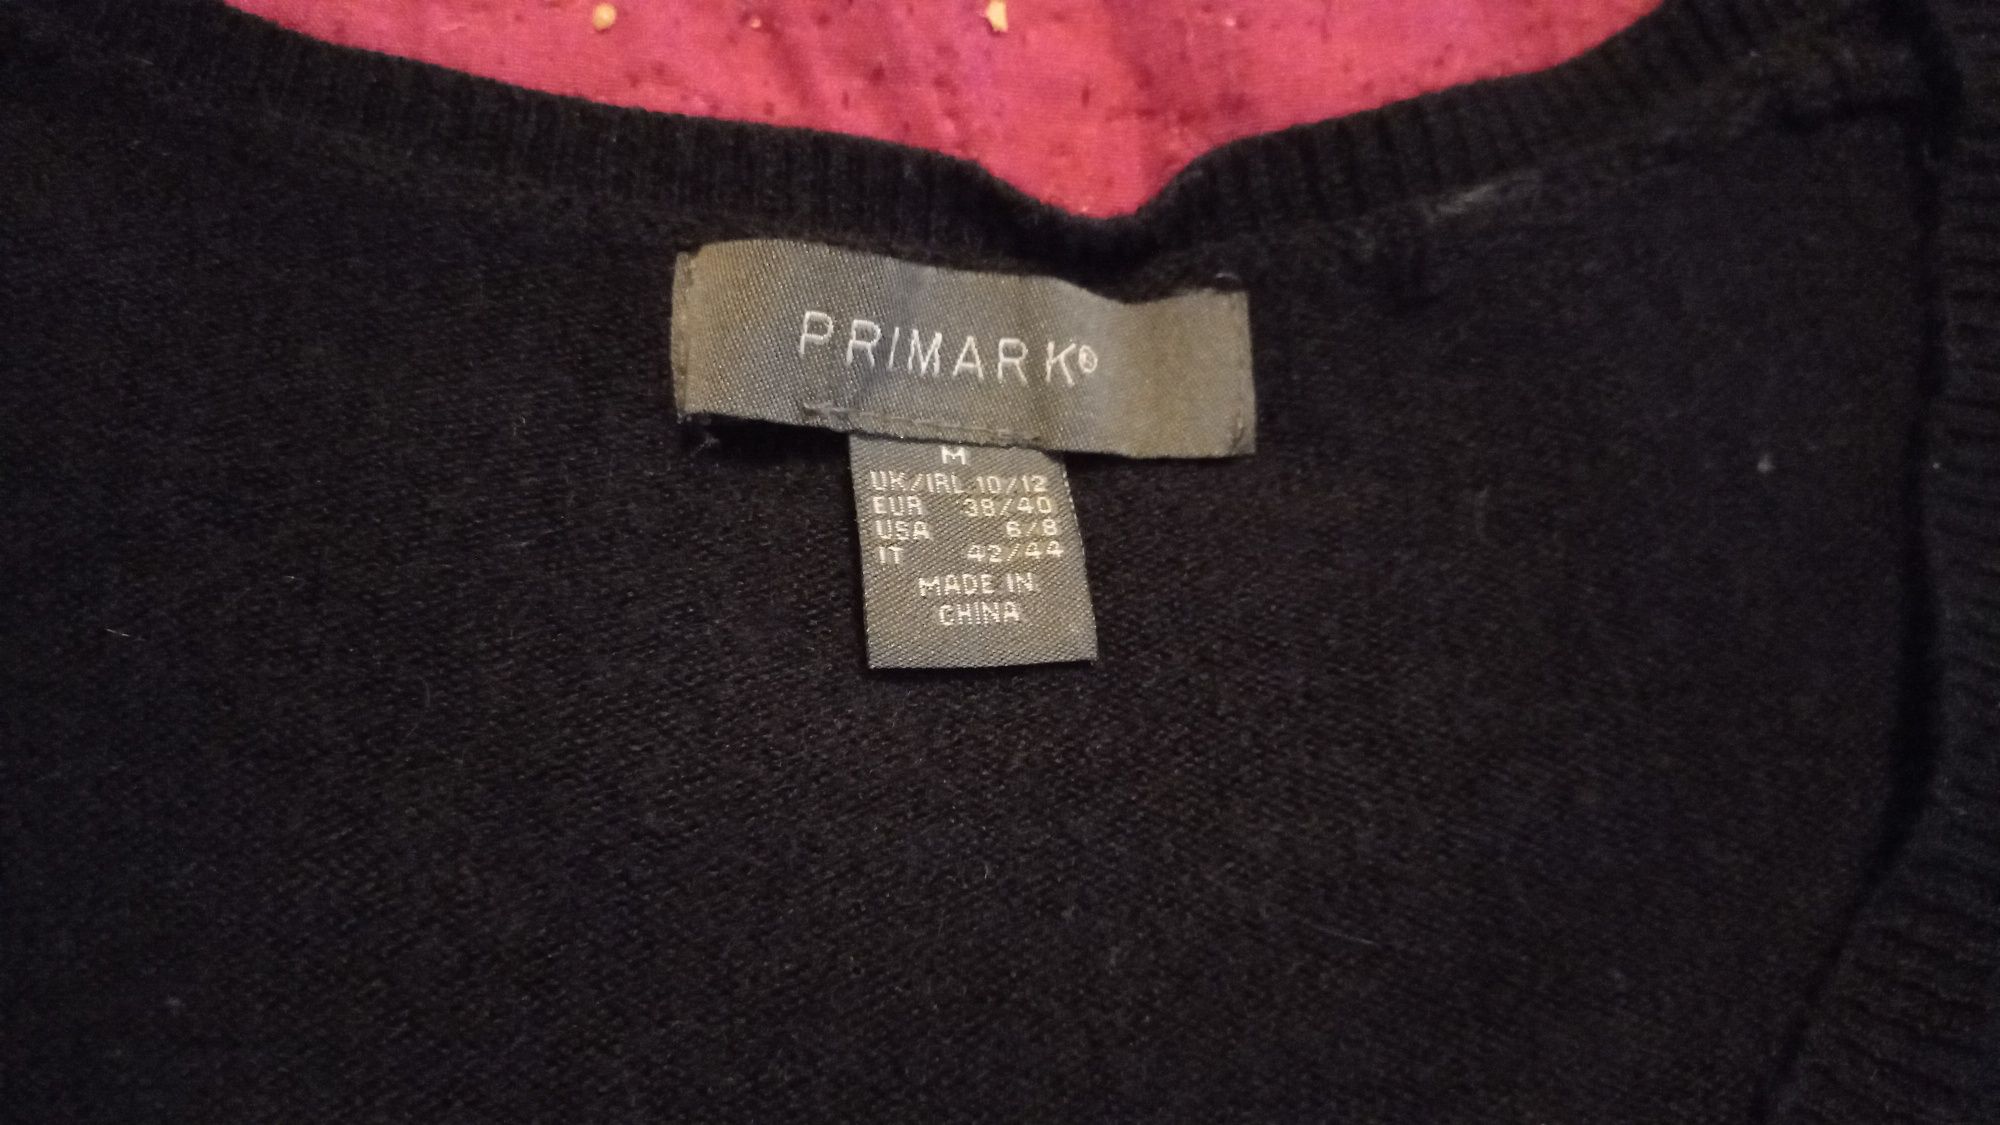 PRIMARK®
M
UK/IRL 10/12
EUR 38/40
USA 6/8
IT 42/44
MADE IN
CHINA